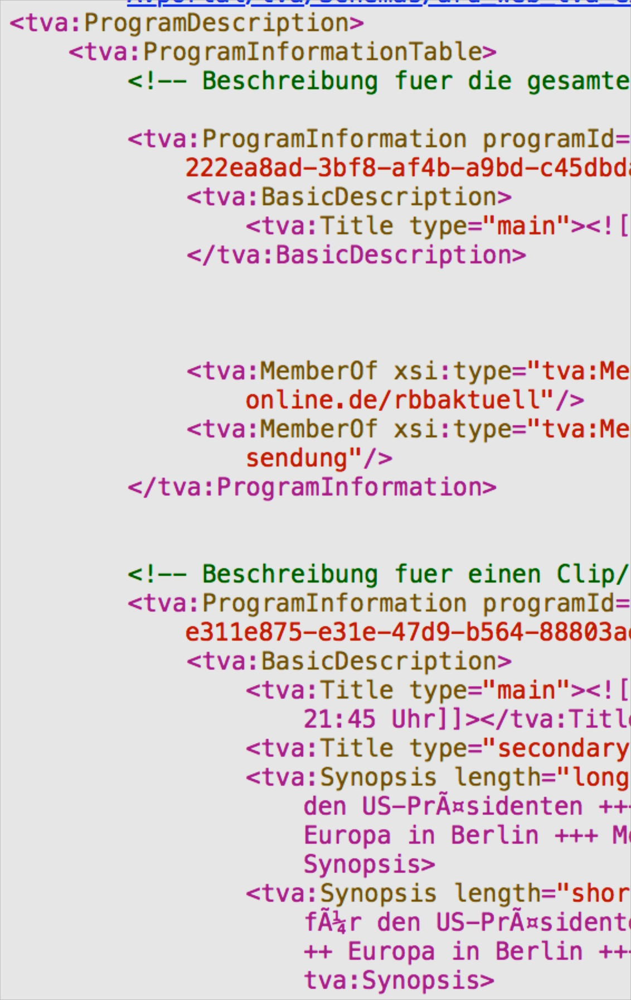 <tva:ProgramDescription>
<tva:ProgramInformationTable>
<!-- Beschreibung fuer die gesamte
<tva:ProgramInformation programId=
222ea8ad-3bf8-af4b-a9bd-c45dbda
<tva:BasicDescription>
<tva:Title type="main"><![
</tva:BasicDescription>
<tva:MemberOf xsi:type="tva:Me
online.de/rbbaktuell"/>
<tva:MemberOf xsi:type="tva:Me
sendung"/>
</tva:ProgramInformation>
<!-- Beschreibung fuer einen Clip/
<tva:ProgramInformation programId=
e311e875-e31e-47d9-b564-88803a
<tva:BasicDescription>
<tva:Title type="main"><![
21:45 Uhr]]></tva:Title
<tva:Title type="secondary
<tva:Synopsis length="long
den US-PrÃ¤sidenten +++
Europa in Berlin +++ M
Synopsis>
<tva:Synopsis length="shor
fÃ¼r den US-PrÃ¤sidente
++ Europa in Berlin +++
tva:Synopsis>